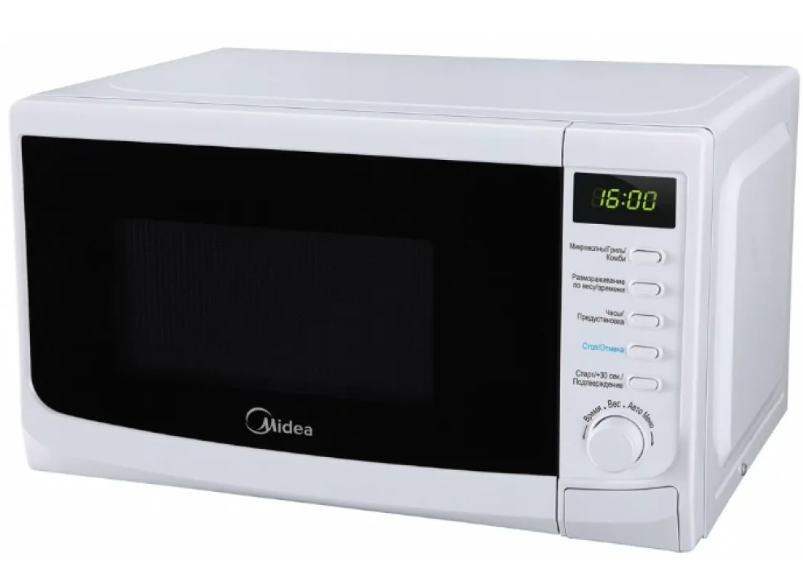 16:00
Микроволны/Гриль/
Комби
Размораживание
по весу/времени
Часы/
Предустановка
Стоп/Отмена
Старт/+30 сек./
Подтверждение
Время . Вес . Авто Меню
Midea